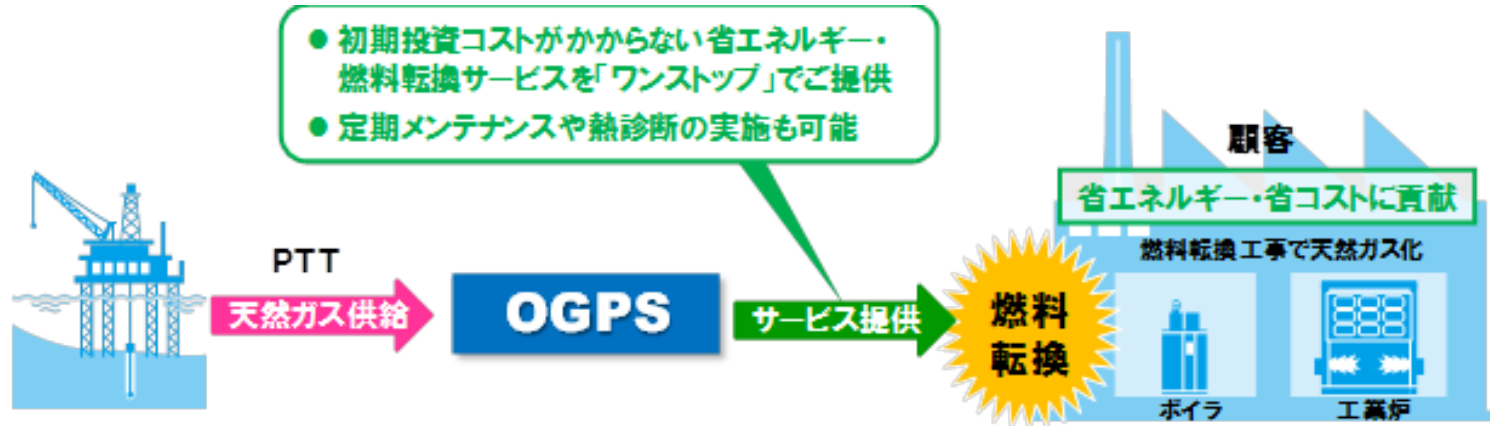 ● 初期投資コストがかからない省エネルギー・
燃料転換サービスを「ワンストップ」でご提供
● 定期メンテナンスや熱診断の実施も可能
顧客
省エネルギー・省コストに貢献
燃料転換工事で天然ガス化
PTT
天然ガス供給
OGPS
サービス提供
燃料
転換
ボイラ
工業炉